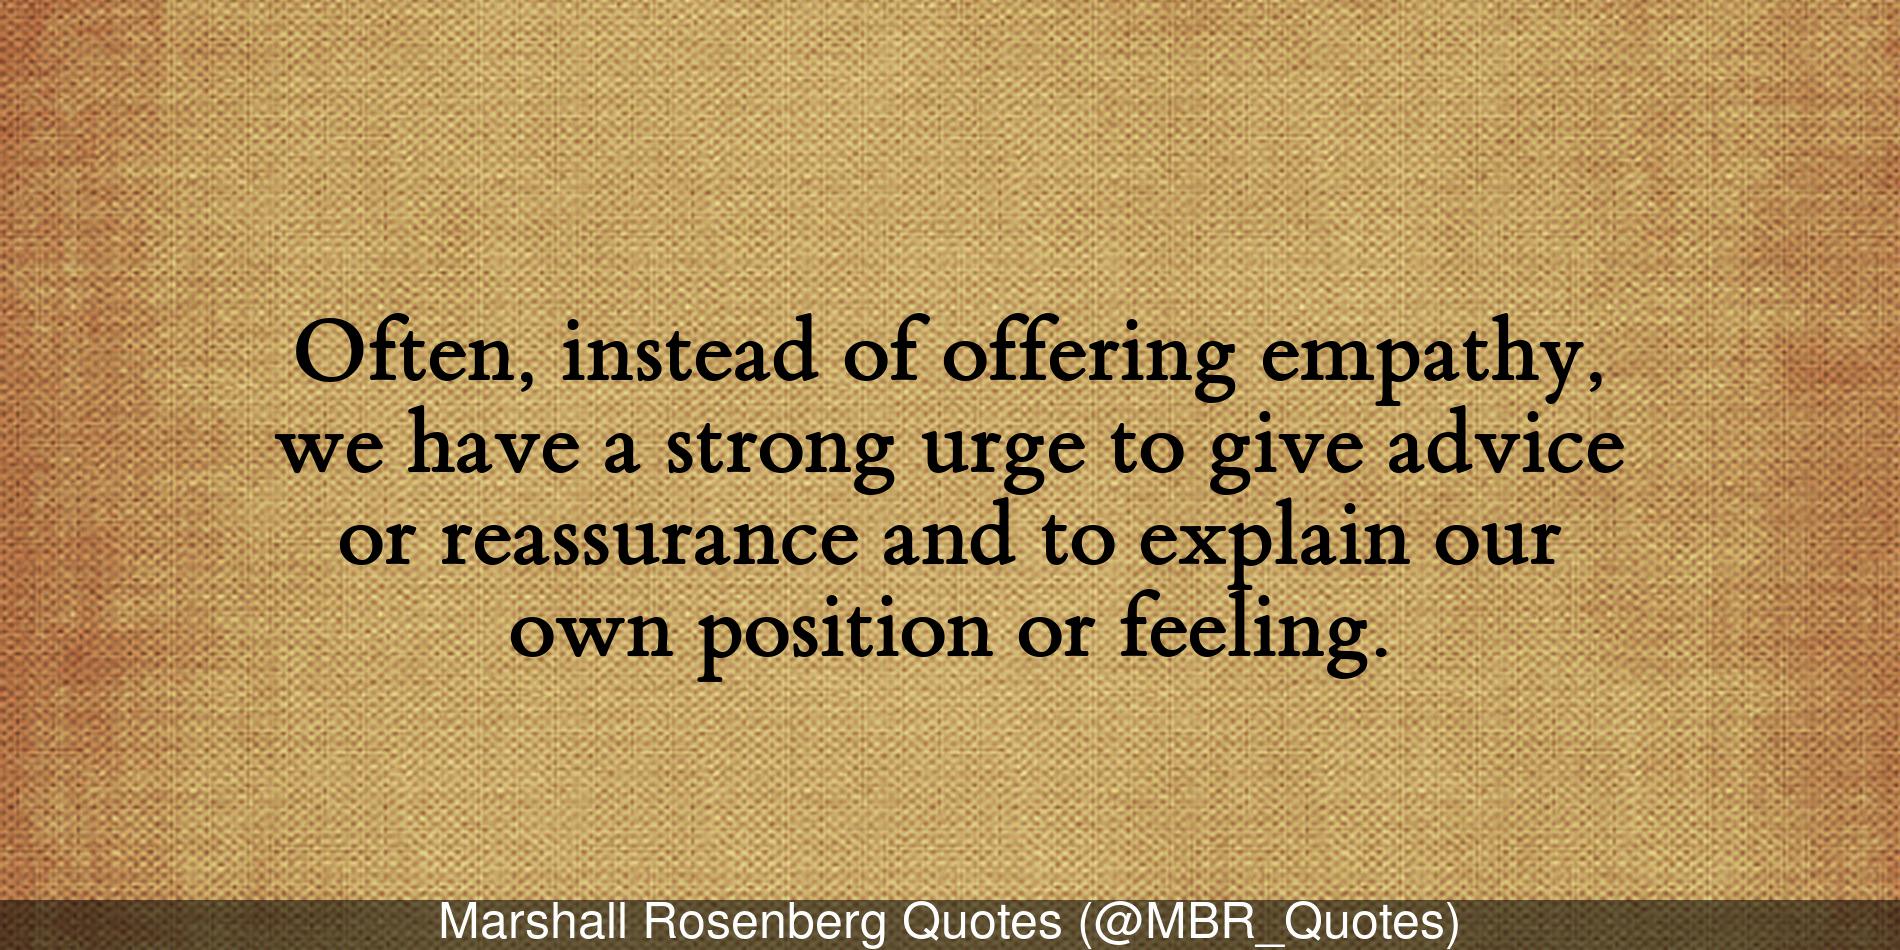 Often, instead of offering empathy,
we have a strong urge to give advice
or reassurance and to explain our
own position or feeling.
Marshall Rosenberg Quotes (@MBR_Quotes)